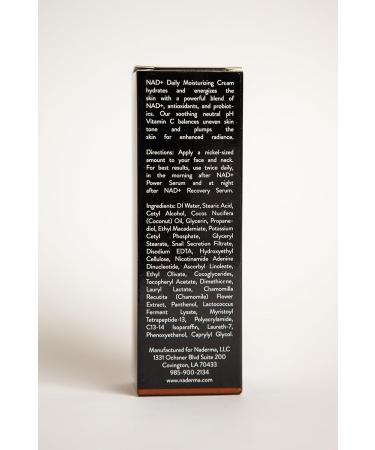 NAD+ Daily Moisturizing Cream
hydrates and energizes the
skin with a powerful blend of
NAD+, antioxidants, and probiot-
ics. Our soothing neutral pH
Vitamin C balances uneven skin
tone and plumps the
skin for enhanced radiance.
Directions: Apply a nickel-sized
amount to your face and neck.
For best results, use twice daily,
in the morning after NAD+
Power Serum and at night
after NAD+ Recovery Serum.
Ingredients: DI Water, Stearic Acid,
Cetyl Alcohol, Cocos Nucifera
(Coconut) Oil, Glycerin, Propane-
diol, Ethyl Macadamiate, Potassium
Cetyl Phosphate, Glyceryl
Stearate, Snail Secretion Filtrate,
Disodium EDTA, Hydroxyethyl
Cellulose, Nicotinamide Adenine
Dinucleotide, Ascorbyl Linoleate,
Ethyl Olivate, Cocoglycerides,
Tocopheryl Acetate, Dimethicrne,
Lauryl Lactate, Chamomilla
Recutita (Chamomile) Flower
Extract, Panthenol, Lactococcus
Ferment Lysate, Myristoyl
Tetrapeptide-13, Polyacrylamide,
C13-14 Isoparaffin, Laureth-7,
Phenoxyethanol, Caprylyl Glycol.
Manufactured for Naderma, LLC
1331 Ochsner Blvd Suite 200
Covington, LA 70433
985-900-2134
www.naderma.com